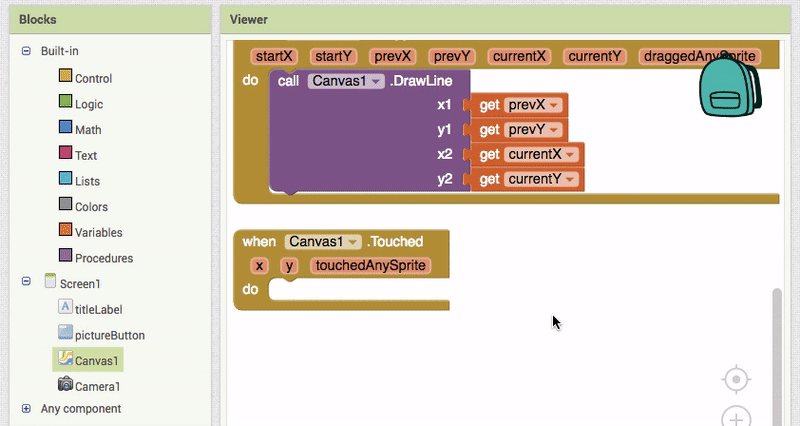 Blocks
Built-in
Control
Logic
Math
Text
Lists
Colors
Variables
Procedures
Screen1
A titleLabel
pictureButton
Canvas1
Camera1
Any component
Viewer
startX startY prevX prevY currentX currentY draggedAnySprite
do call Canvas1 .DrawLine
x1 get prevX
y1 get prevY
x2 get currentX
y2 get currentY
when Canvas1 .Touched
x y touchedAnySprite
do